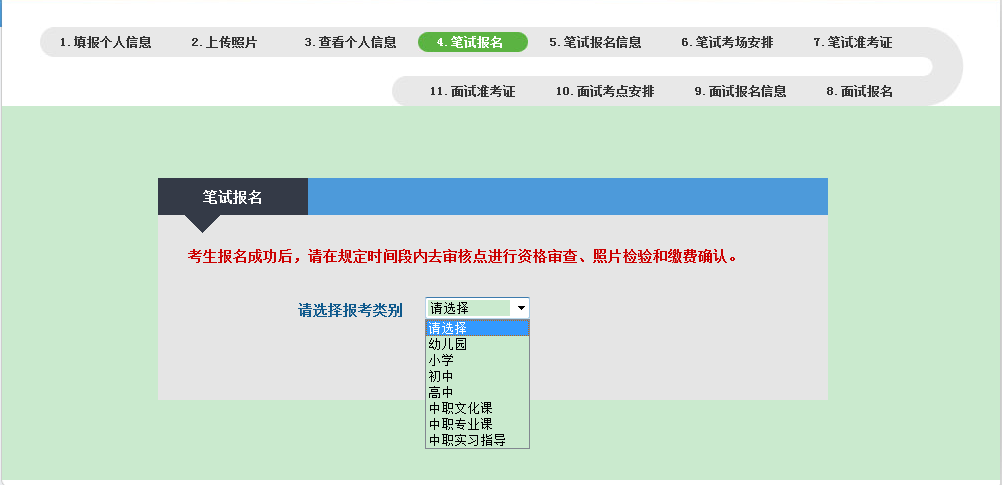 1.填报个人信息 2.上传照片 3.查看个人信息 4.笔试报名 5.笔试报名信息 6.笔试考场安排 7.笔试准考证
11.面试准考证 10.面试考点安排 9.面试报名信息 8.面试报名
笔试报名
考生报名成功后，请在规定时间段内去审核点进行资格审查、照片检验和缴费确认。
请选择报考类别 请选择
请选择
幼儿园
小学
初中
高中
中职文化课
中职专业课
中职实习指导